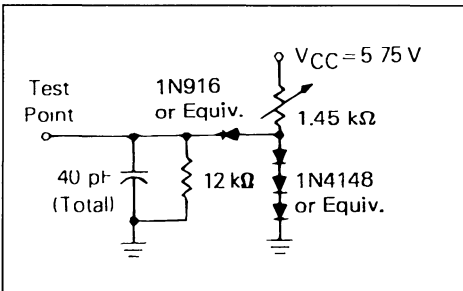 VCC = 5 75 V
Test
Point
1N916
or Equiv.
1.45 kΩ
40 pF
(Total)
12 kΩ
1N4148
or Equiv.